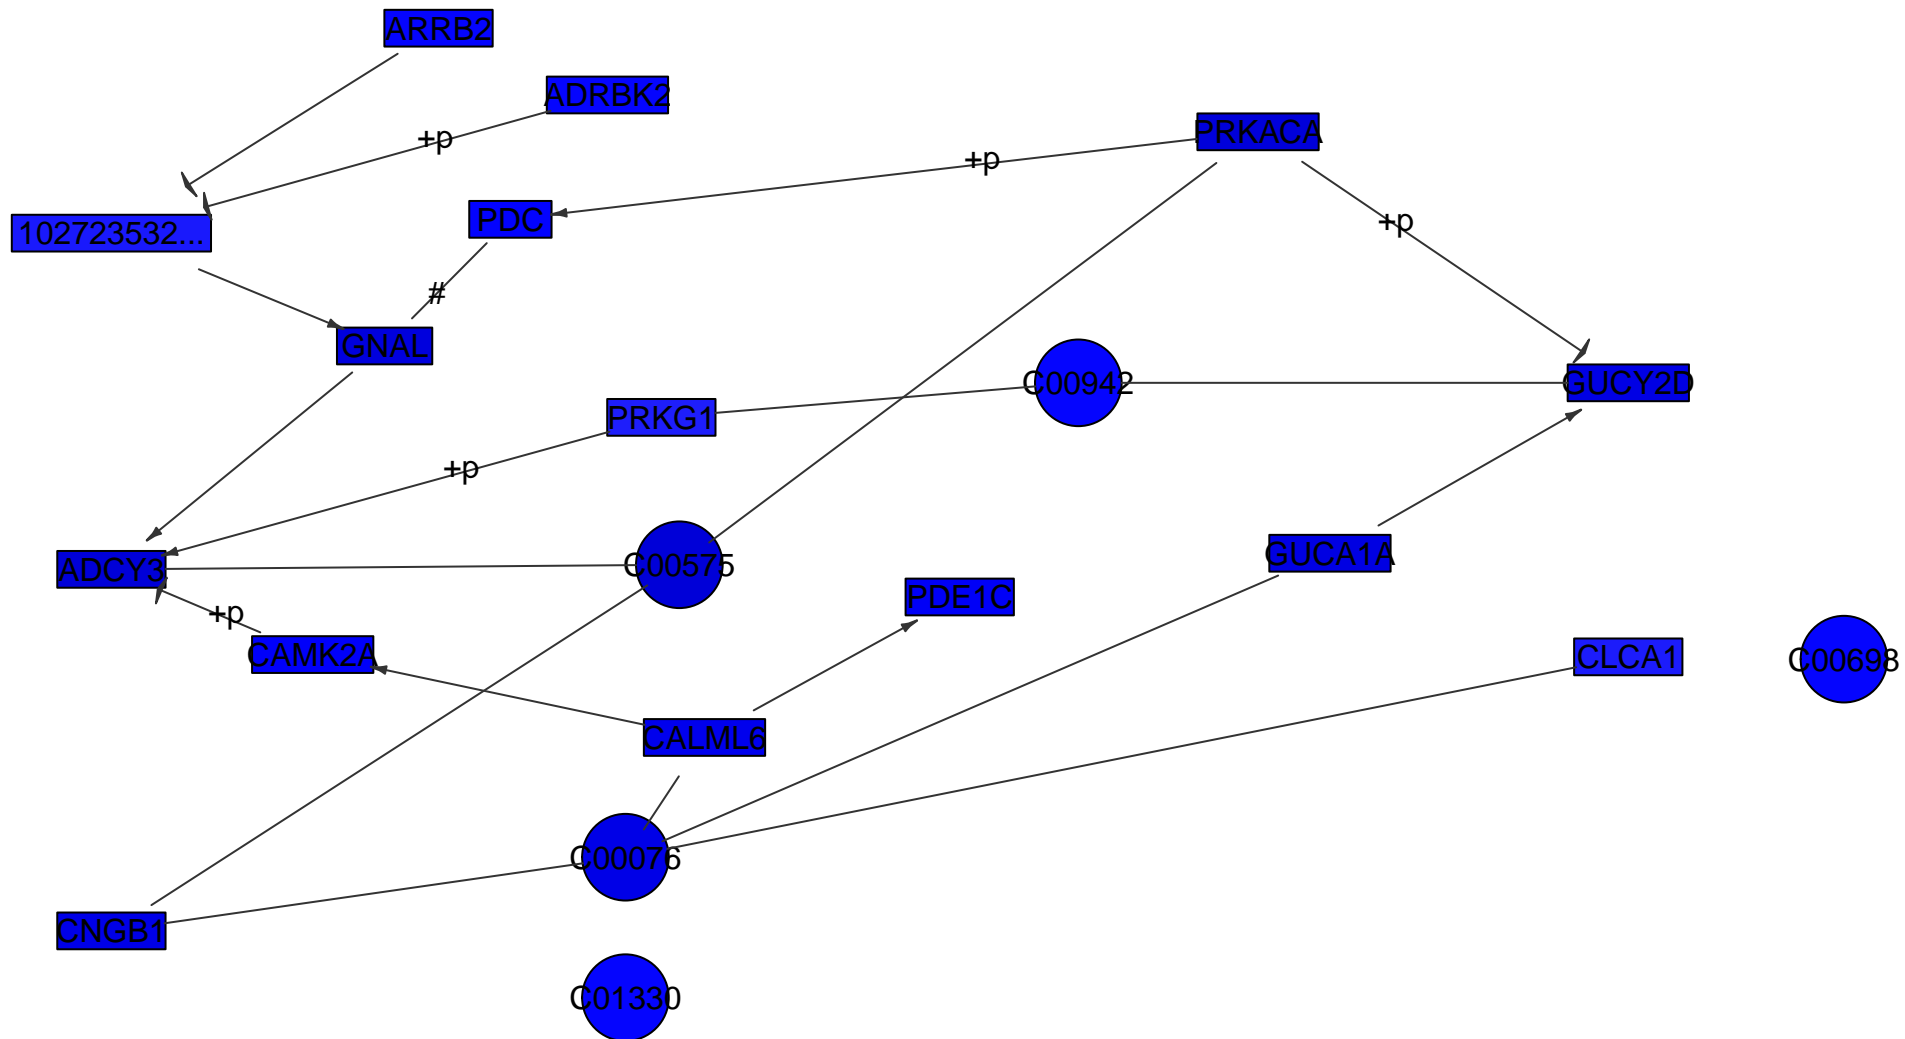 ARRB2
ADRBK2
PRKACA
+p
+p
PDC
+p
102723532...
#
GNAL
C00942
GUCY2D
PRKG1
+p
ADCY3
C00575
GUCA1A
PDE1C
+p
CAMK2A
CLCA1
C00698
CALML6
C00076
CNGB1
C01330